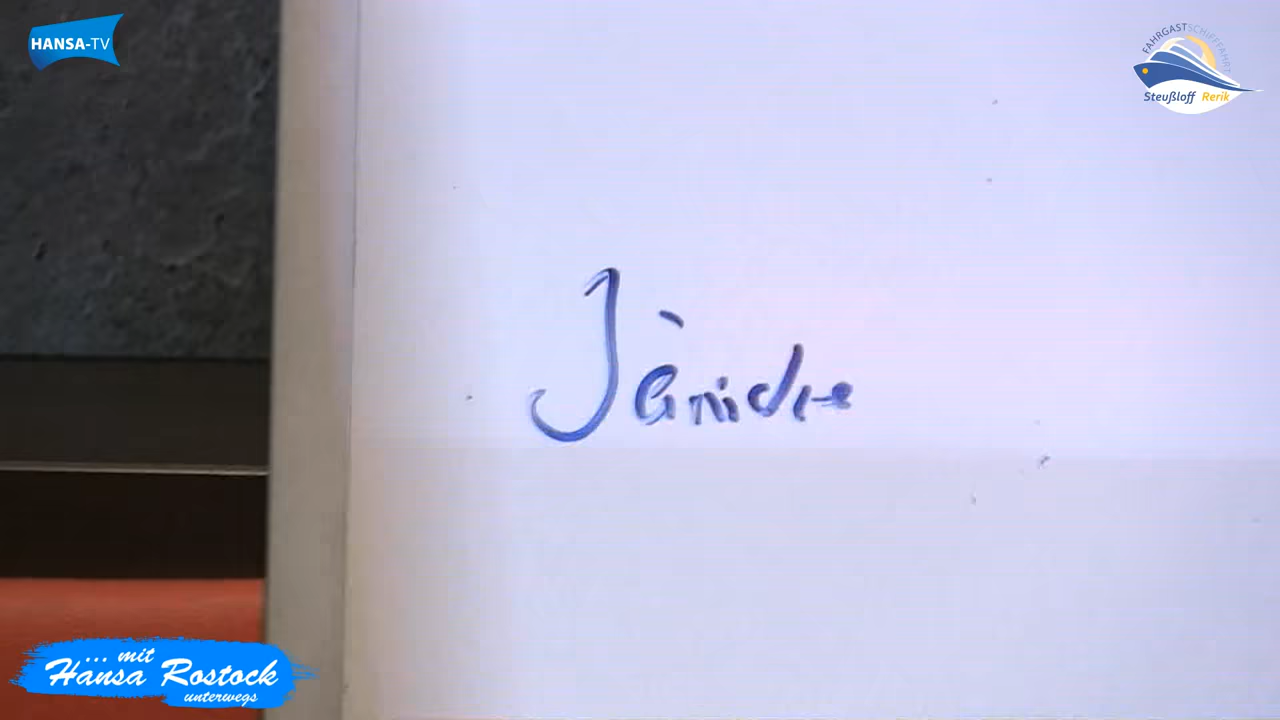 HANSA-TV
FAHRGASTSCHIFFFAHRT
Steußloff Rerik
Jänicke
... mit
Hansa Rostock
unterwegs